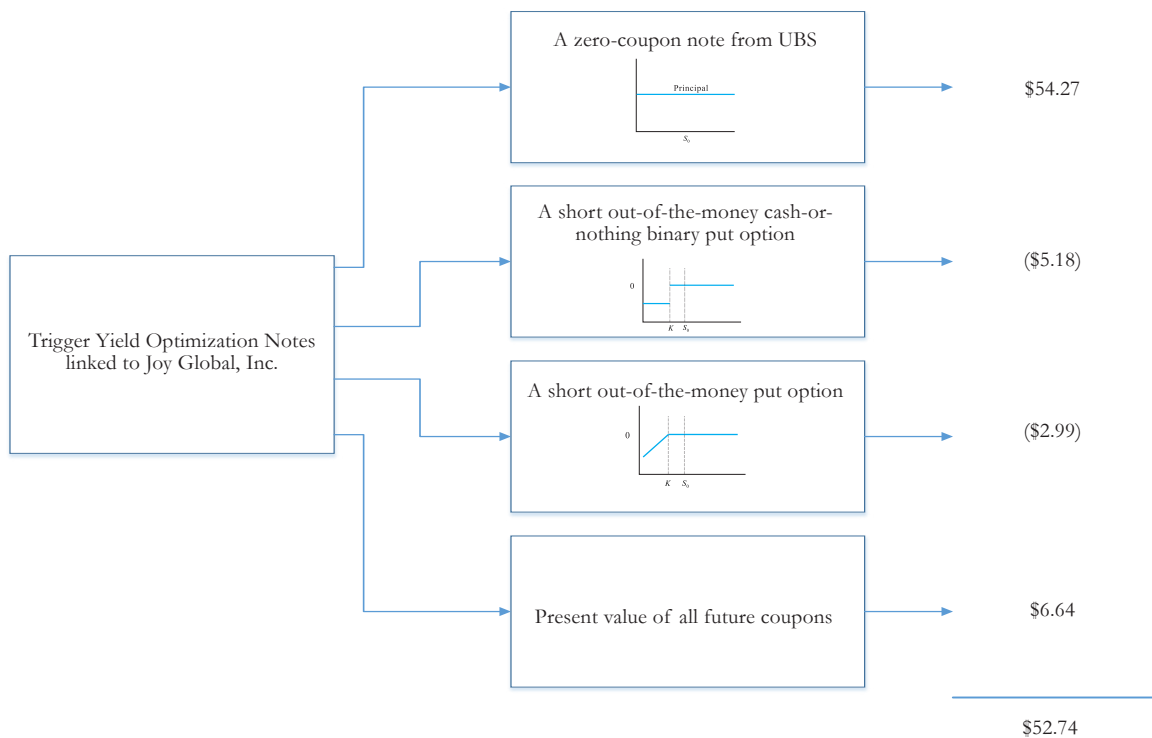 A zero-coupon note from UBS
Principal
S₀
$54.27
A short out-of-the-money cash-or-
nothing binary put option
0
K
S₀
($5.18)
Trigger Yield Optimization Notes
linked to Joy Global, Inc.
A short out-of-the-money put option
0
K
S₀
($2.99)
Present value of all future coupons
$6.64
$52.74